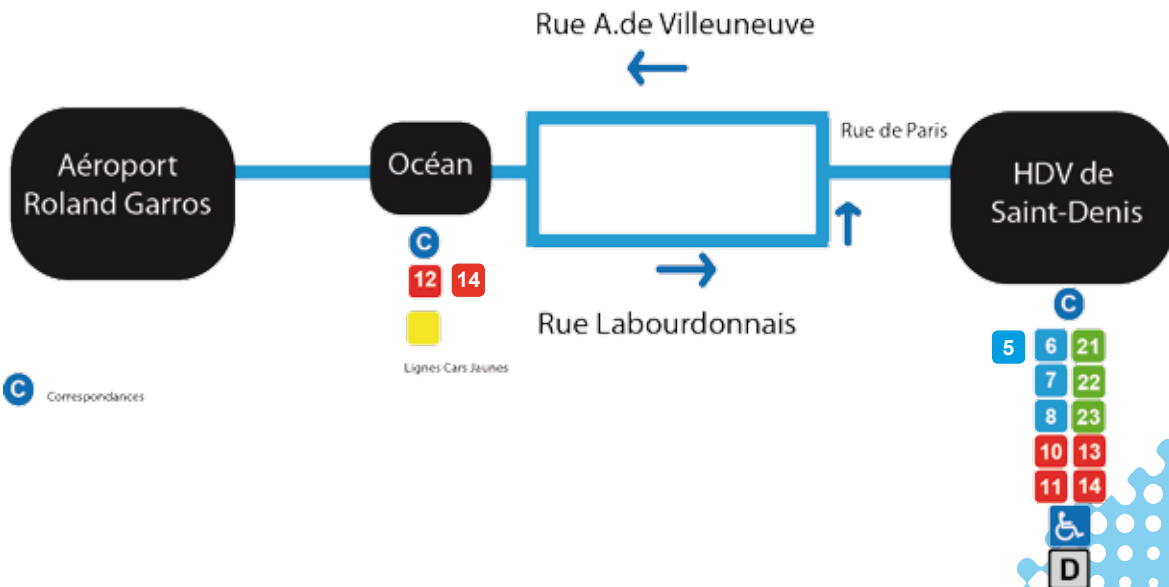 Rue A.de Villeuneuve
Rue de Paris
Aéroport
Roland Garros
Océan
HDV de
Saint-Denis
C
12 14
Rue Labourdonnais
Lignes Cars Jaunes
C Correspondances
C
5 6 21
7 22
8 23
10 13
11 14
D